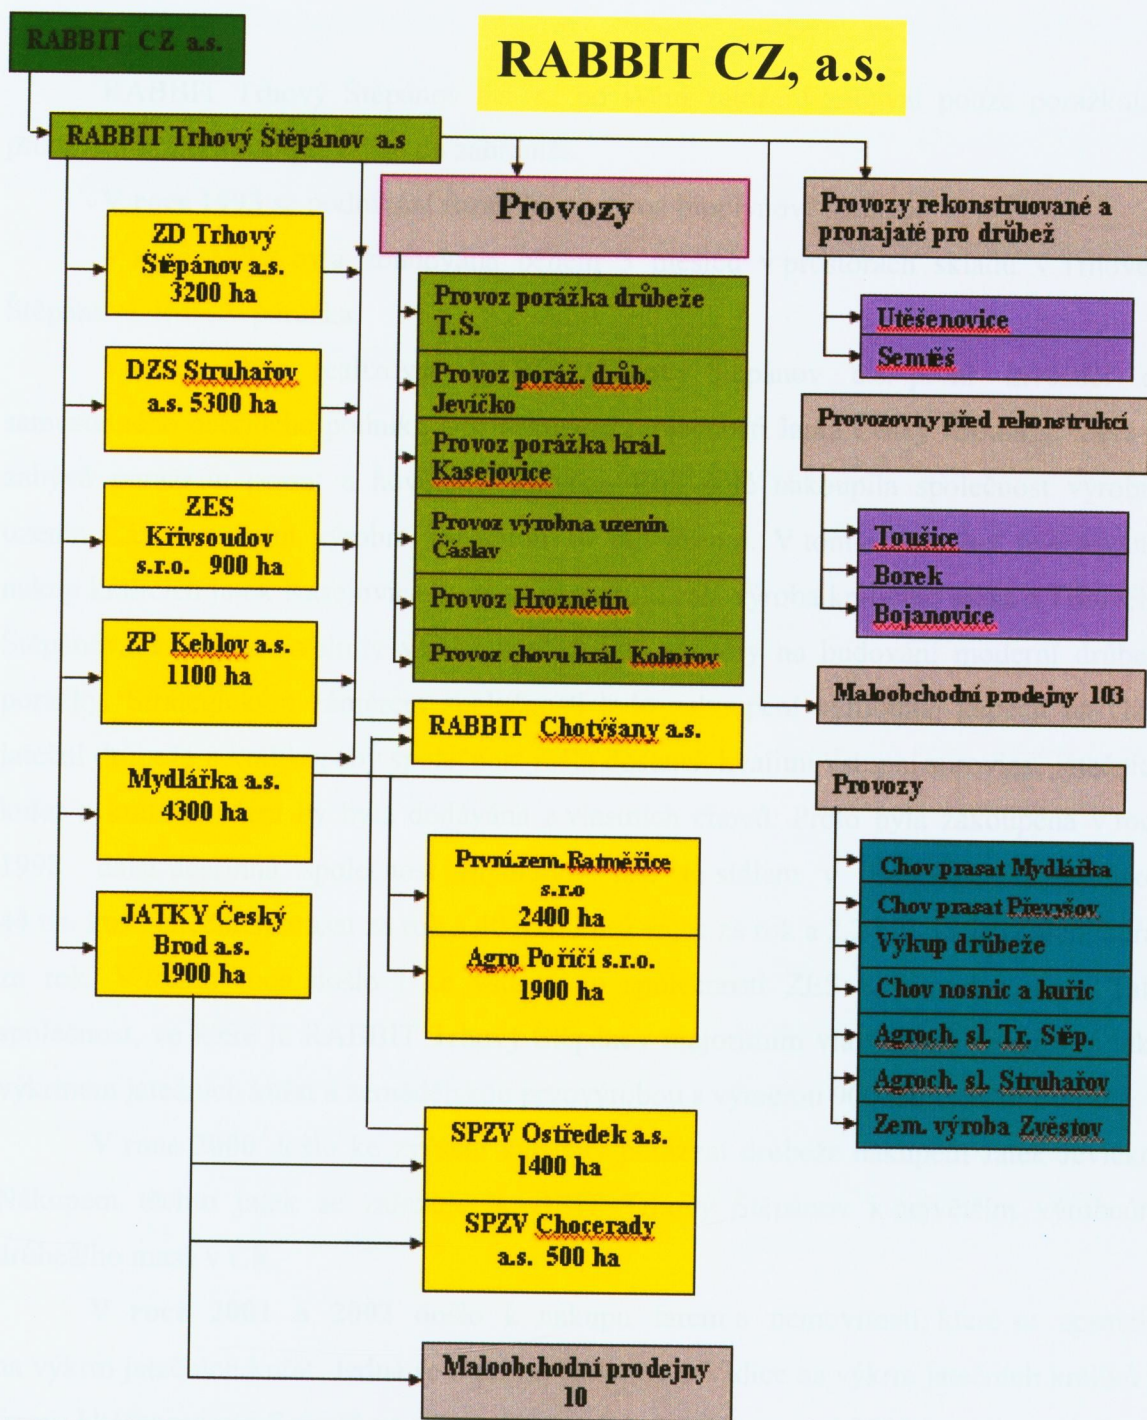 RABBIT CZ a.s.
RABBIT CZ, a.s.
RABBIT Trhový Štěpánov a.s
ZD Trhový
Štěpánov a.s.
3200 ha
DZS Struhařov
a.s. 5300 ha
ZES
Křivsoudov
s.r.o. 900 ha
ZP Keblov a.s.
1100 ha
Mydlářka a.s.
4300 ha
JATKY Český
Brod a.s.
1900 ha
Provozy
Provoz porážka drůbeže
T.Š.
Provoz poráž. drůb.
Jevíčko
Provoz porážka král.
Kasejovice
Provoz výrobna uzenin
Čáslav
Provoz Hroznětín
Provoz chovu král. Kokořov
RABBIT Chotýšany a.s.
První.zem.Ratměřice
s.r.o
2400 ha
Agro Poříčí s.r.o.
1900 ha
SPZV Ostředek a.s.
1400 ha
SPZV Chocerady
a.s. 500 ha
Maloobchodní prodejny
10
Provozy rekonstruované a
pronajaté pro drůbež
Utěšenovice
Semtěš
Provozovny před rekonstrukcí
Toušice
Borek
Bojanovice
Maloobchodní prodejny 103
Provozy
Chov prasat Mydlářka
Chov prasat Převyšov
Výkup drůbeže
Chov nosnic a kuřic
Agroch. sl. Tr. Stěp.
Agroch. sl. Struhařov
Zem. výroba Zvěstov